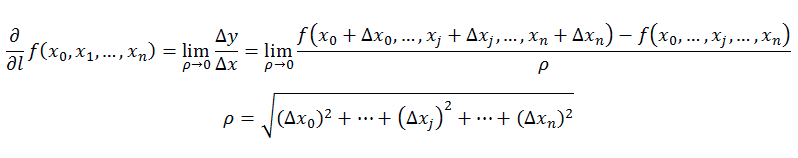 ∂/∂l f(x₀, x₁, …, xₙ) = lim_{ρ→0} Δy/Δx = lim_{ρ→0} (f(x₀ + Δx₀, …, xⱼ + Δxⱼ, …, xₙ + Δxₙ) − f(x₀, …, xⱼ, …, xₙ))/ρ
ρ = √((Δx₀)² + ⋯ + (Δxⱼ)² + ⋯ + (Δxₙ)²)